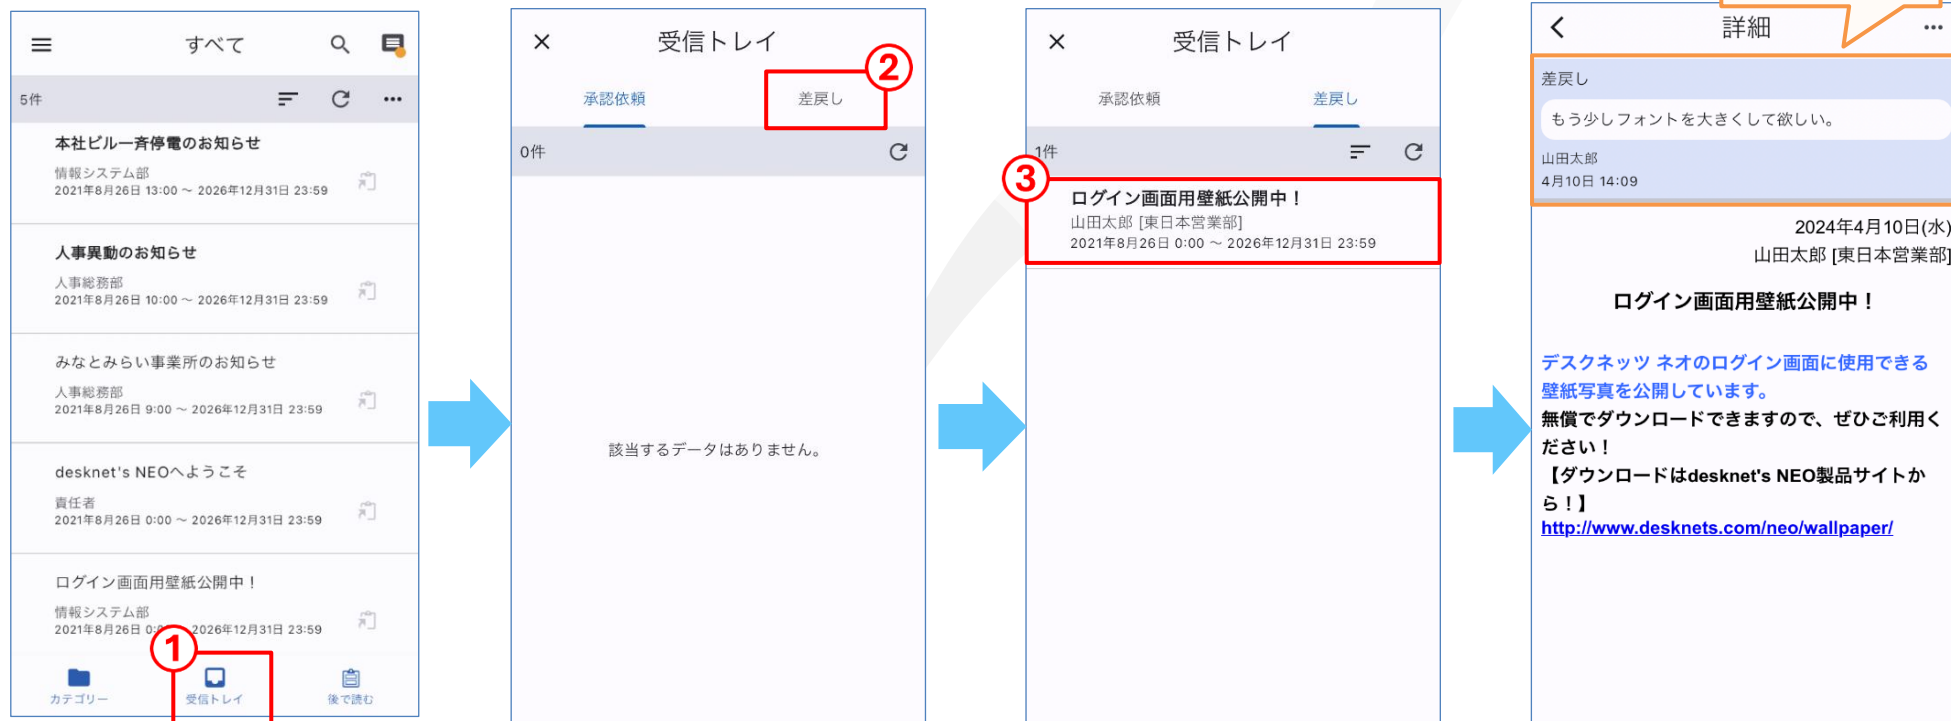 すべて
5件
本社ビル一斉停電のお知らせ
情報システム部
2021年8月26日 13:00 ～ 2026年12月31日 23:59
人事異動のお知らせ
人事総務部
2021年8月26日 10:00 ～ 2026年12月31日 23:59
みなとみらい事業所のお知らせ
人事総務部
2021年8月26日 9:00 ～ 2026年12月31日 23:59
desknet's NEOへようこそ
責任者
2021年8月26日 0:00 ～ 2026年12月31日 23:59
ログイン画面用壁紙公開中！
情報システム部
2021年8月26日 0: 2026年12月31日 23:59
①
カテゴリー
受信トレイ
後で読む
受信トレイ
②
承認依頼
差戻し
0件
該当するデータはありません。
受信トレイ
承認依頼
差戻し
1件
③
ログイン画面用壁紙公開中！
山田太郎 [東日本営業部]
2021年8月26日 0:00 ～ 2026年12月31日 23:59
詳細
差戻し
もう少しフォントを大きくして欲しい。
山田太郎
4月10日 14:09
2024年4月10日(水)
山田太郎 [東日本営業部]
ログイン画面用壁紙公開中！
デスクネッツ ネオのログイン画面に使用できる
壁紙写真を公開しています。
無償でダウンロードできますので、ぜひご利用く
ださい！
【ダウンロードはdesknet's NEO製品サイトか
ら！】
http://www.desknets.com/neo/wallpaper/